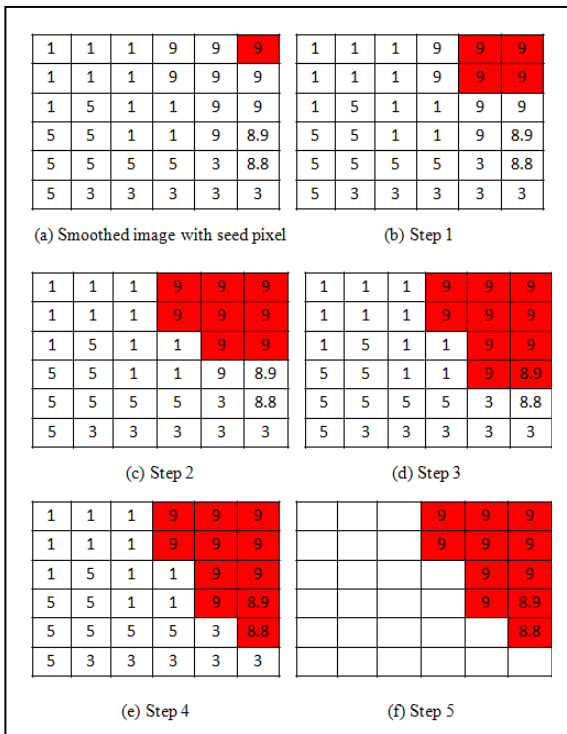 1 1 1 9 9 9 1 1 1 9 9 9
1 1 1 9 9 9 1 1 1 9 9 9
1 5 1 1 9 9 1 5 1 1 9 9
5 5 1 1 9 8.9 5 5 1 1 9 8.9
5 5 5 5 3 8.8 5 5 5 5 3 8.8
5 3 3 3 3 3 5 3 3 3 3 3
(a) Smoothed image with seed pixel (b) Step 1
1 1 1 9 9 9 1 1 1 9 9 9
1 1 1 9 9 9 1 1 1 9 9 9
1 5 1 1 9 9 1 5 1 1 9 9
5 5 1 1 9 8.9 5 5 1 1 9 8.9
5 5 5 5 3 8.8 5 5 5 5 3 8.8
5 3 3 3 3 3 5 3 3 3 3 3
(c) Step 2 (d) Step 3
1 1 1 9 9 9 9 9 9
1 1 1 9 9 9 9 9 9
1 5 1 1 9 9 9 9
5 5 1 1 9 8.9 9 8.9
5 5 5 5 3 8.8 8.8
5 3 3 3 3 3
(e) Step 4 (f) Step 5